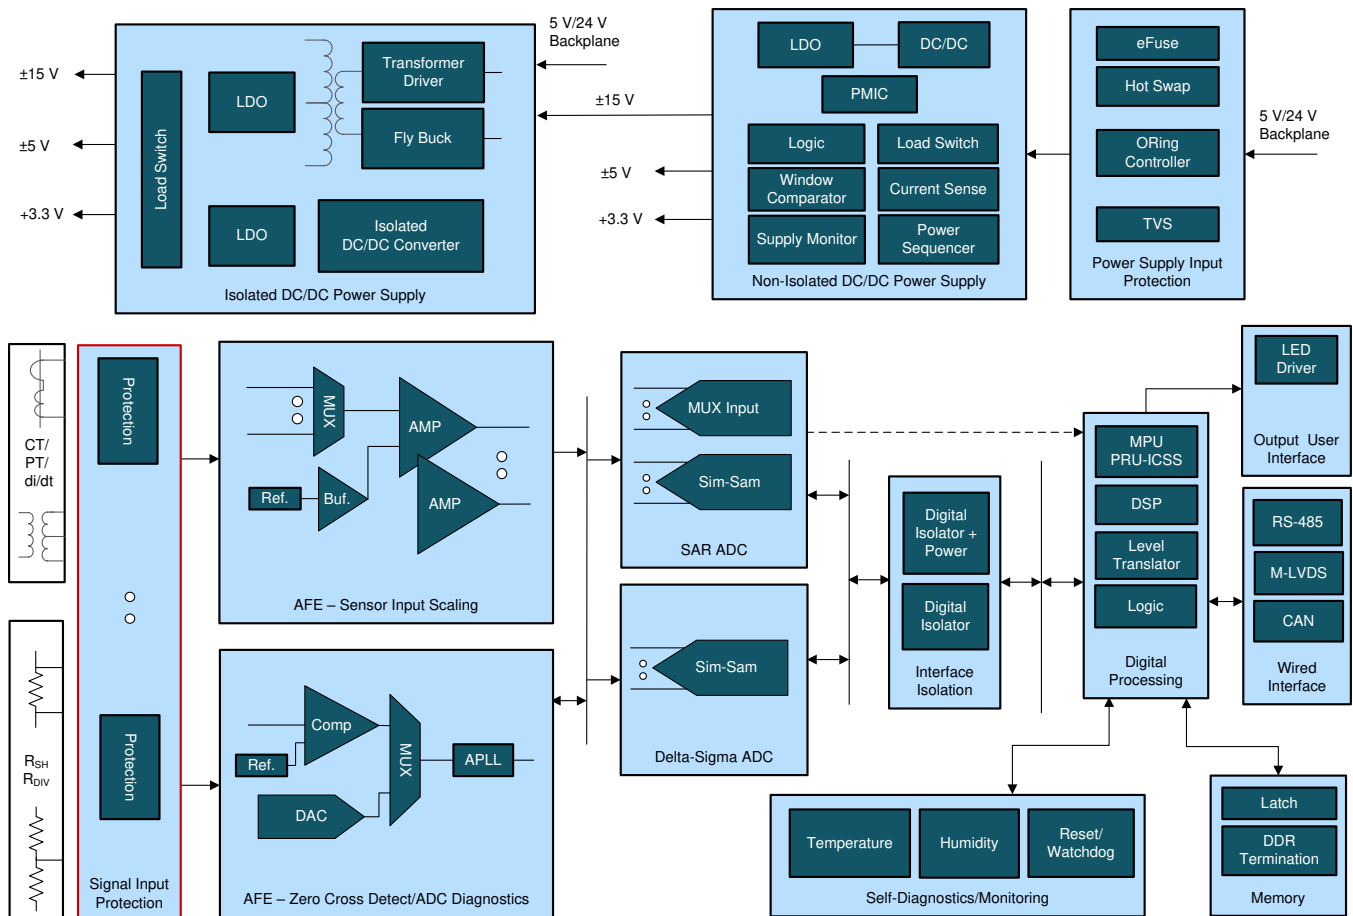 5 V/24 V
Backplane
±15 V
±5 V
+3.3 V
Load Switch
LDO
LDO
Transformer
Driver
Fly Buck
Isolated
DC/DC Converter
Isolated DC/DC Power Supply
±15 V
±5 V
+3.3 V
LDO
DC/DC
PMIC
Logic
Load Switch
Window
Comparator
Current Sense
Supply Monitor
Power
Sequencer
Non-Isolated DC/DC Power Supply
eFuse
Hot Swap
ORing
Controller
TVS
Power Supply Input
Protection
5 V/24 V
Backplane
CT/
PT/
di/dt
RSH
RDIV
Protection
Protection
Signal Input
Protection
MUX
AMP
Ref.
Buf.
AMP
AFE – Sensor Input Scaling
Comp
Ref.
MUX
APLL
DAC
AFE – Zero Cross Detect/ADC Diagnostics
MUX Input
Sim-Sam
SAR ADC
Sim-Sam
Delta-Sigma ADC
Digital
Isolator +
Power
Digital
Isolator
Interface
Isolation
MPU
PRU-ICSS
DSP
Level
Translator
Logic
Digital
Processing
LED
Driver
Output User
Interface
RS-485
M-LVDS
CAN
Wired
Interface
Temperature
Humidity
Reset/
Watchdog
Self-Diagnostics/Monitoring
Latch
DDR
Termination
Memory